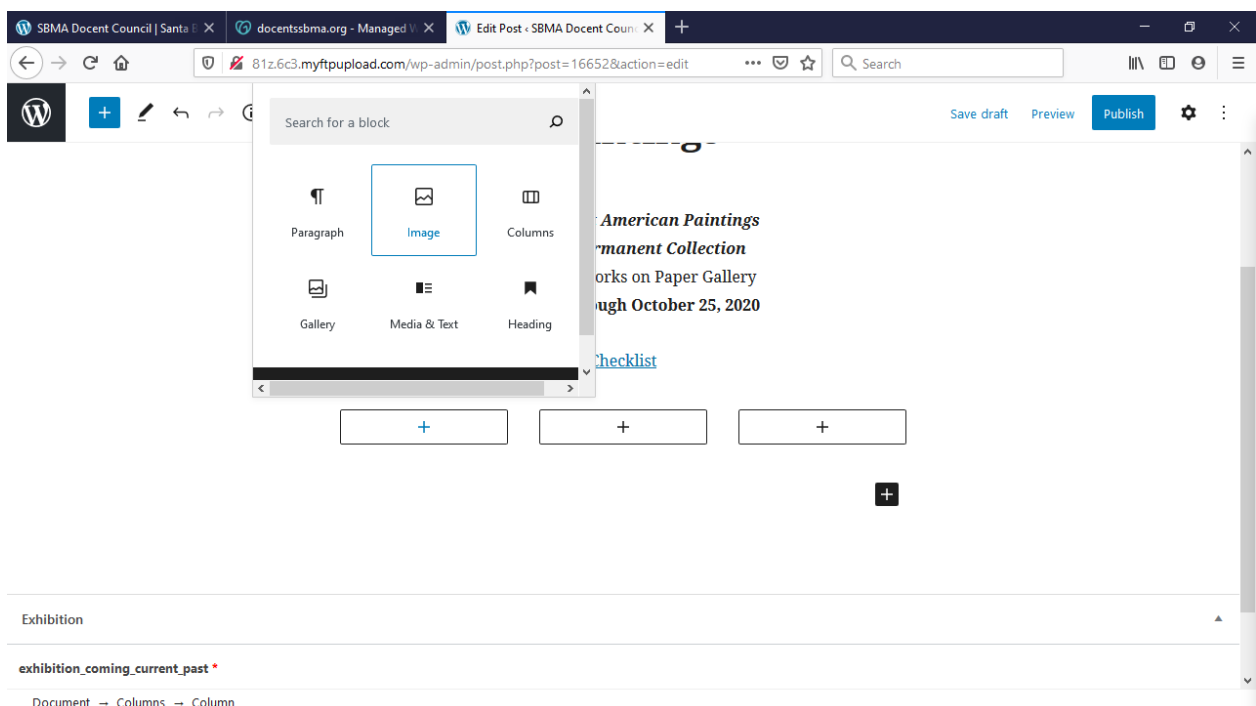 SBMA Docent Council | Santa B
docentssbma.org - Managed W
Edit Post ‹ SBMA Docent Counc
81z.6c3.myftpupload.com/wp-admin/post.php?post=16652&action=edit
Search
Save draft
Preview
Publish
Search for a block
Paragraph
Image
Columns
Gallery
Media & Text
Heading
American Paintings
rmanent Collection
orks on Paper Gallery
ugh October 25, 2020
Checklist
Exhibition
exhibition_coming_current_past *
Document → Columns → Column